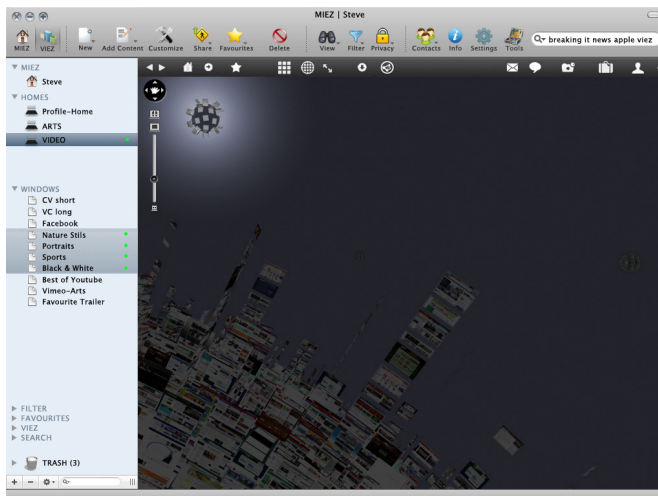 MIEZ | Steve
MIEZ VIEZ New Add Content Customize Share Favourites Delete View Filter Privacy Contacts Info Settings Tools breaking it news apple viez
MIEZ
Steve
HOMES
Profile-Home
ARTS
VIDEO
WINDOWS
CV short
VC long
Facebook
Nature Stils
Portraits
Sports
Black & White
Best of Youtube
Vimeo-Arts
Favourite Trailer
FILTER
FAVOURITES
VIEZ
SEARCH
TRASH (3)